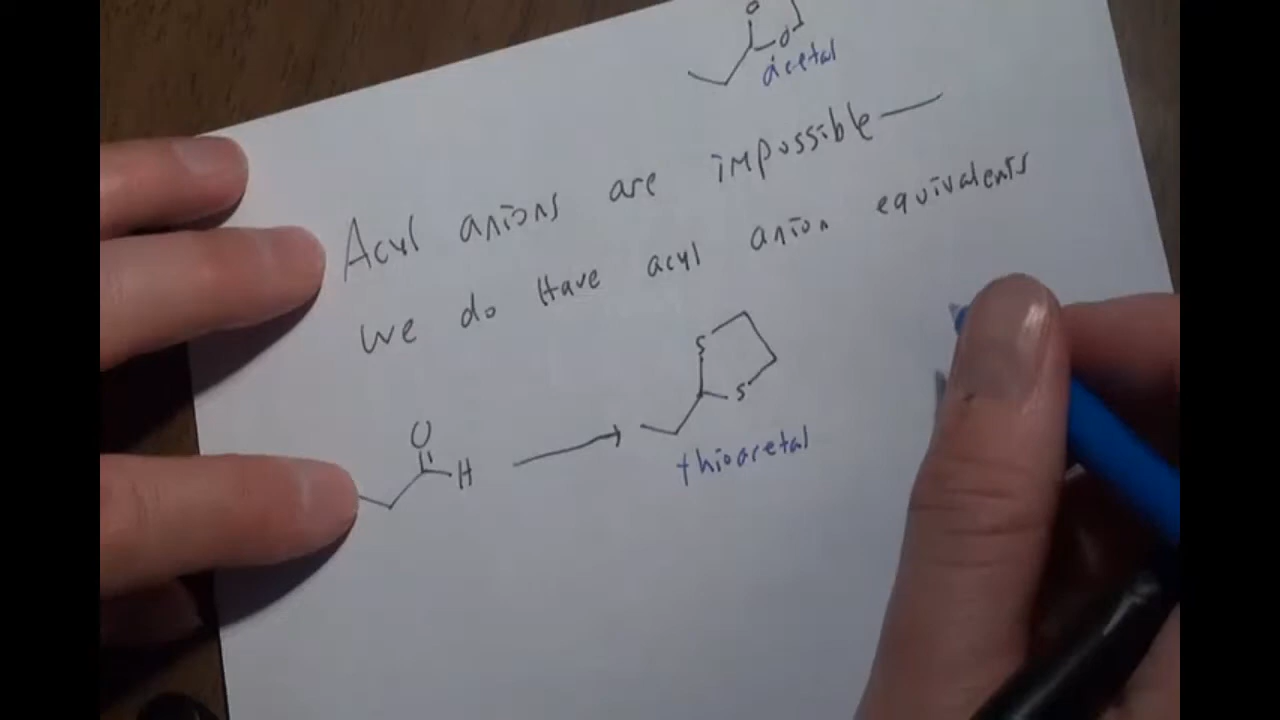 O
O
acetal
Acyl anions are impossible —
We do Have acyl anion equivalents
S
S
O
H
thioacetal